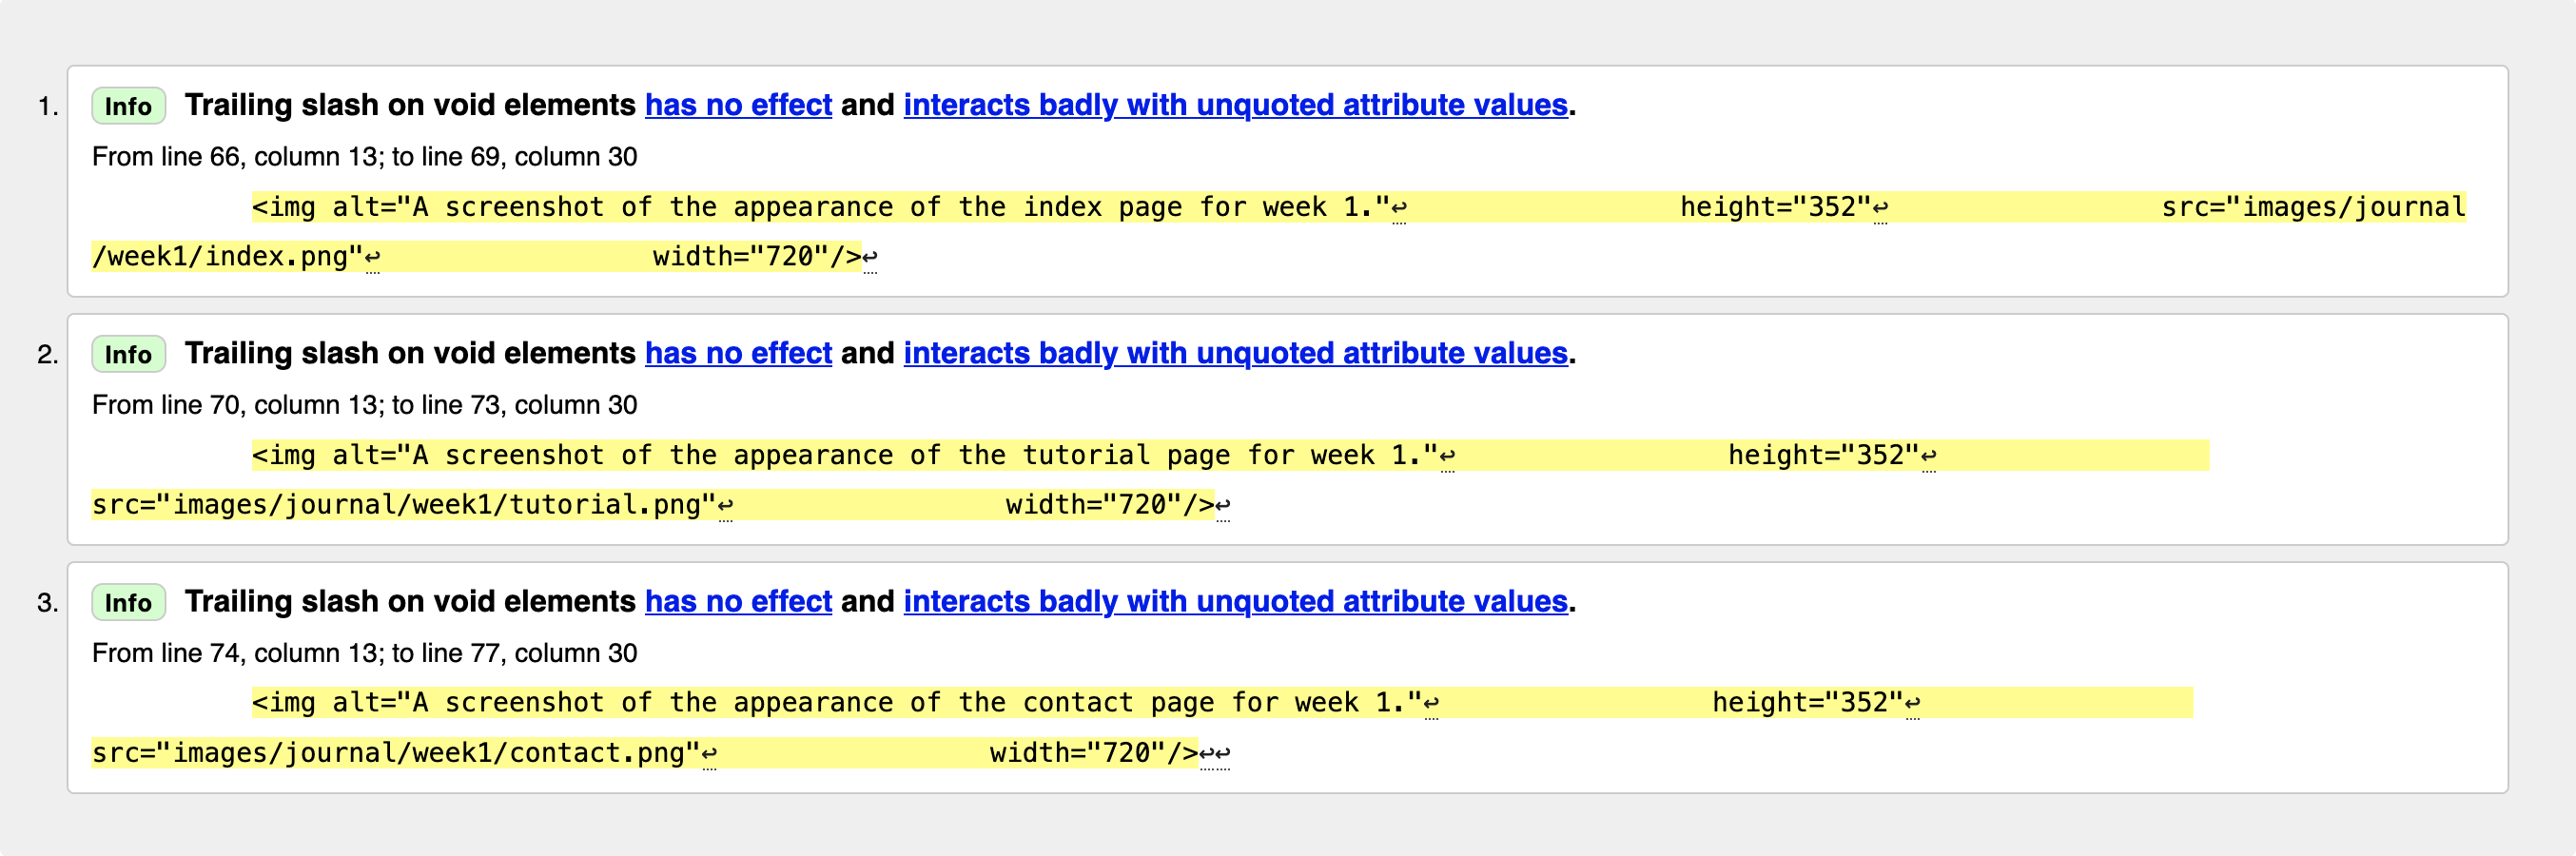 1. Info Trailing slash on void elements has no effect and interacts badly with unquoted attribute values.
From line 66, column 13; to line 69, column 30
<img alt="A screenshot of the appearance of the index page for week 1."↩ height="352"↩ src="images/journal
/week1/index.png"↩ width="720"/>↩
2. Info Trailing slash on void elements has no effect and interacts badly with unquoted attribute values.
From line 70, column 13; to line 73, column 30
<img alt="A screenshot of the appearance of the tutorial page for week 1."↩ height="352"↩
src="images/journal/week1/tutorial.png"↩ width="720"/>↩
3. Info Trailing slash on void elements has no effect and interacts badly with unquoted attribute values.
From line 74, column 13; to line 77, column 30
<img alt="A screenshot of the appearance of the contact page for week 1."↩ height="352"↩
src="images/journal/week1/contact.png"↩ width="720"/>↩↩